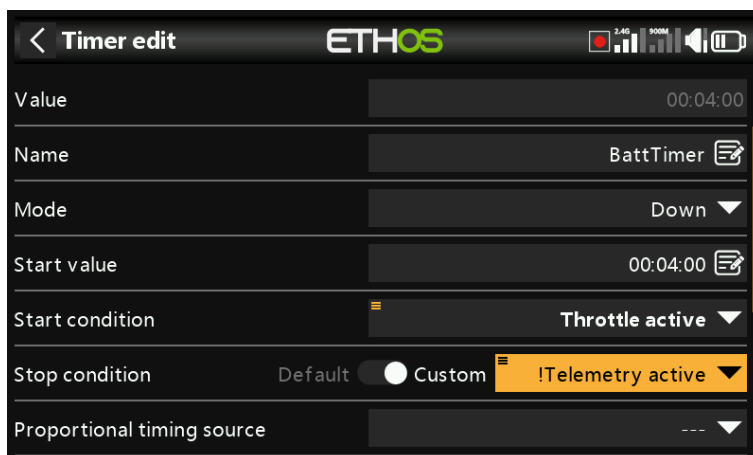 Timer edit ETHOS 2.4G 900M
Value 00:04:00
Name BattTimer
Mode Down
Start value 00:04:00
Start condition Throttle active
Stop condition Default Custom !Telemetry active
Proportional timing source ---